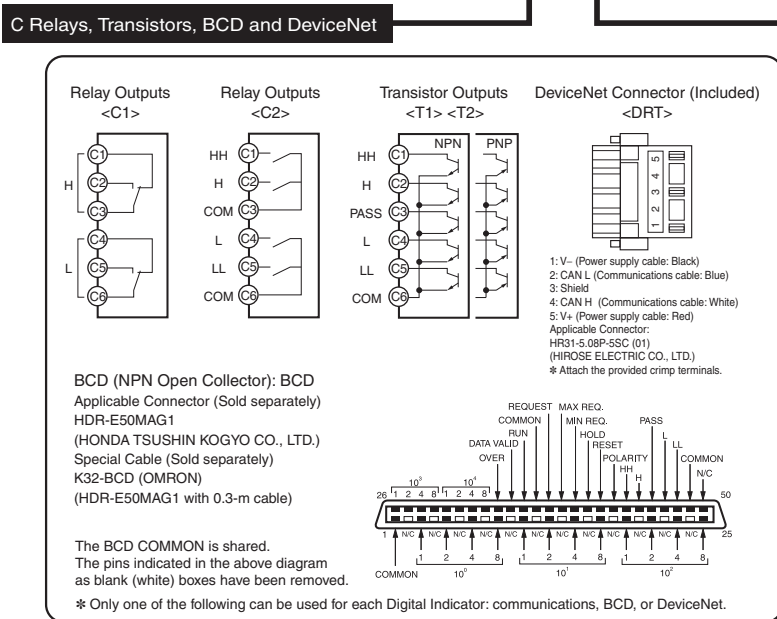 C Relays, Transistors, BCD and DeviceNet
Relay Outputs
<C1>
C1
C2
C3
C4
C5
C6
H
L
Relay Outputs
<C2>
HH
H
COM
L
LL
COM
C1
C2
C3
C4
C5
C6
Transistor Outputs
<T1> <T2>
NPN
PNP
HH
H
PASS
L
LL
COM
C1
C2
C3
C4
C5
C6
DeviceNet Connector (Included)
<DRT>
1 2 3 4 5
1: V– (Power supply cable: Black)
2: CAN L (Communications cable: Blue)
3: Shield
4: CAN H (Communications cable: White)
5: V+ (Power supply cable: Red)
Applicable Connector:
HR31-5.08P-5SC (01)
(HIROSE ELECTRIC CO., LTD.)
✽ Attach the provided crimp terminals.
BCD (NPN Open Collector): BCD
Applicable Connector (Sold separately)
HDR-E50MAG1
(HONDA TSUSHIN KOGYO CO., LTD.)
Special Cable (Sold separately)
K32-BCD (OMRON)
(HDR-E50MAG1 with 0.3-m cable)
The BCD COMMON is shared.
The pins indicated in the above diagram
as blank (white) boxes have been removed.
REQUEST MAX REQ.
COMMON MIN REQ. PASS
RUN HOLD L
DATA VALID RESET LL
OVER POLARITY COMMON
HH N/C
H
10³ 10⁴
26 1 2 4 8 1 2 4 8 50
1 N/C N/C N/C N/C N/C N/C N/C N/C N/C N/C N/C N/C 25
1 2 4 8 1 2 4 8 1 2 4 8
COMMON 10⁰ 10¹ 10²
✽ Only one of the following can be used for each Digital Indicator: communications, BCD, or DeviceNet.